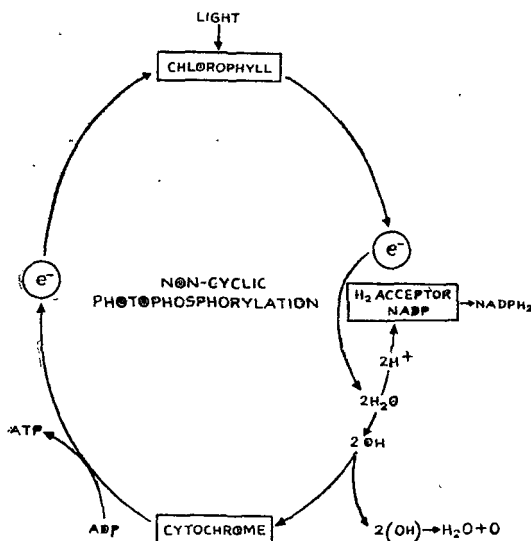 LIGHT
CHLOROPHYLL
e⁻
e⁻
NON-CYCLIC
PHOTOPHOSPHORYLATION
H₂ ACCEPTOR
NADP
→NADPH₂
2H⁺
2H₂O
2 OH
ATP
ADP
CYTOCHROME
2(OH)→H₂O+O